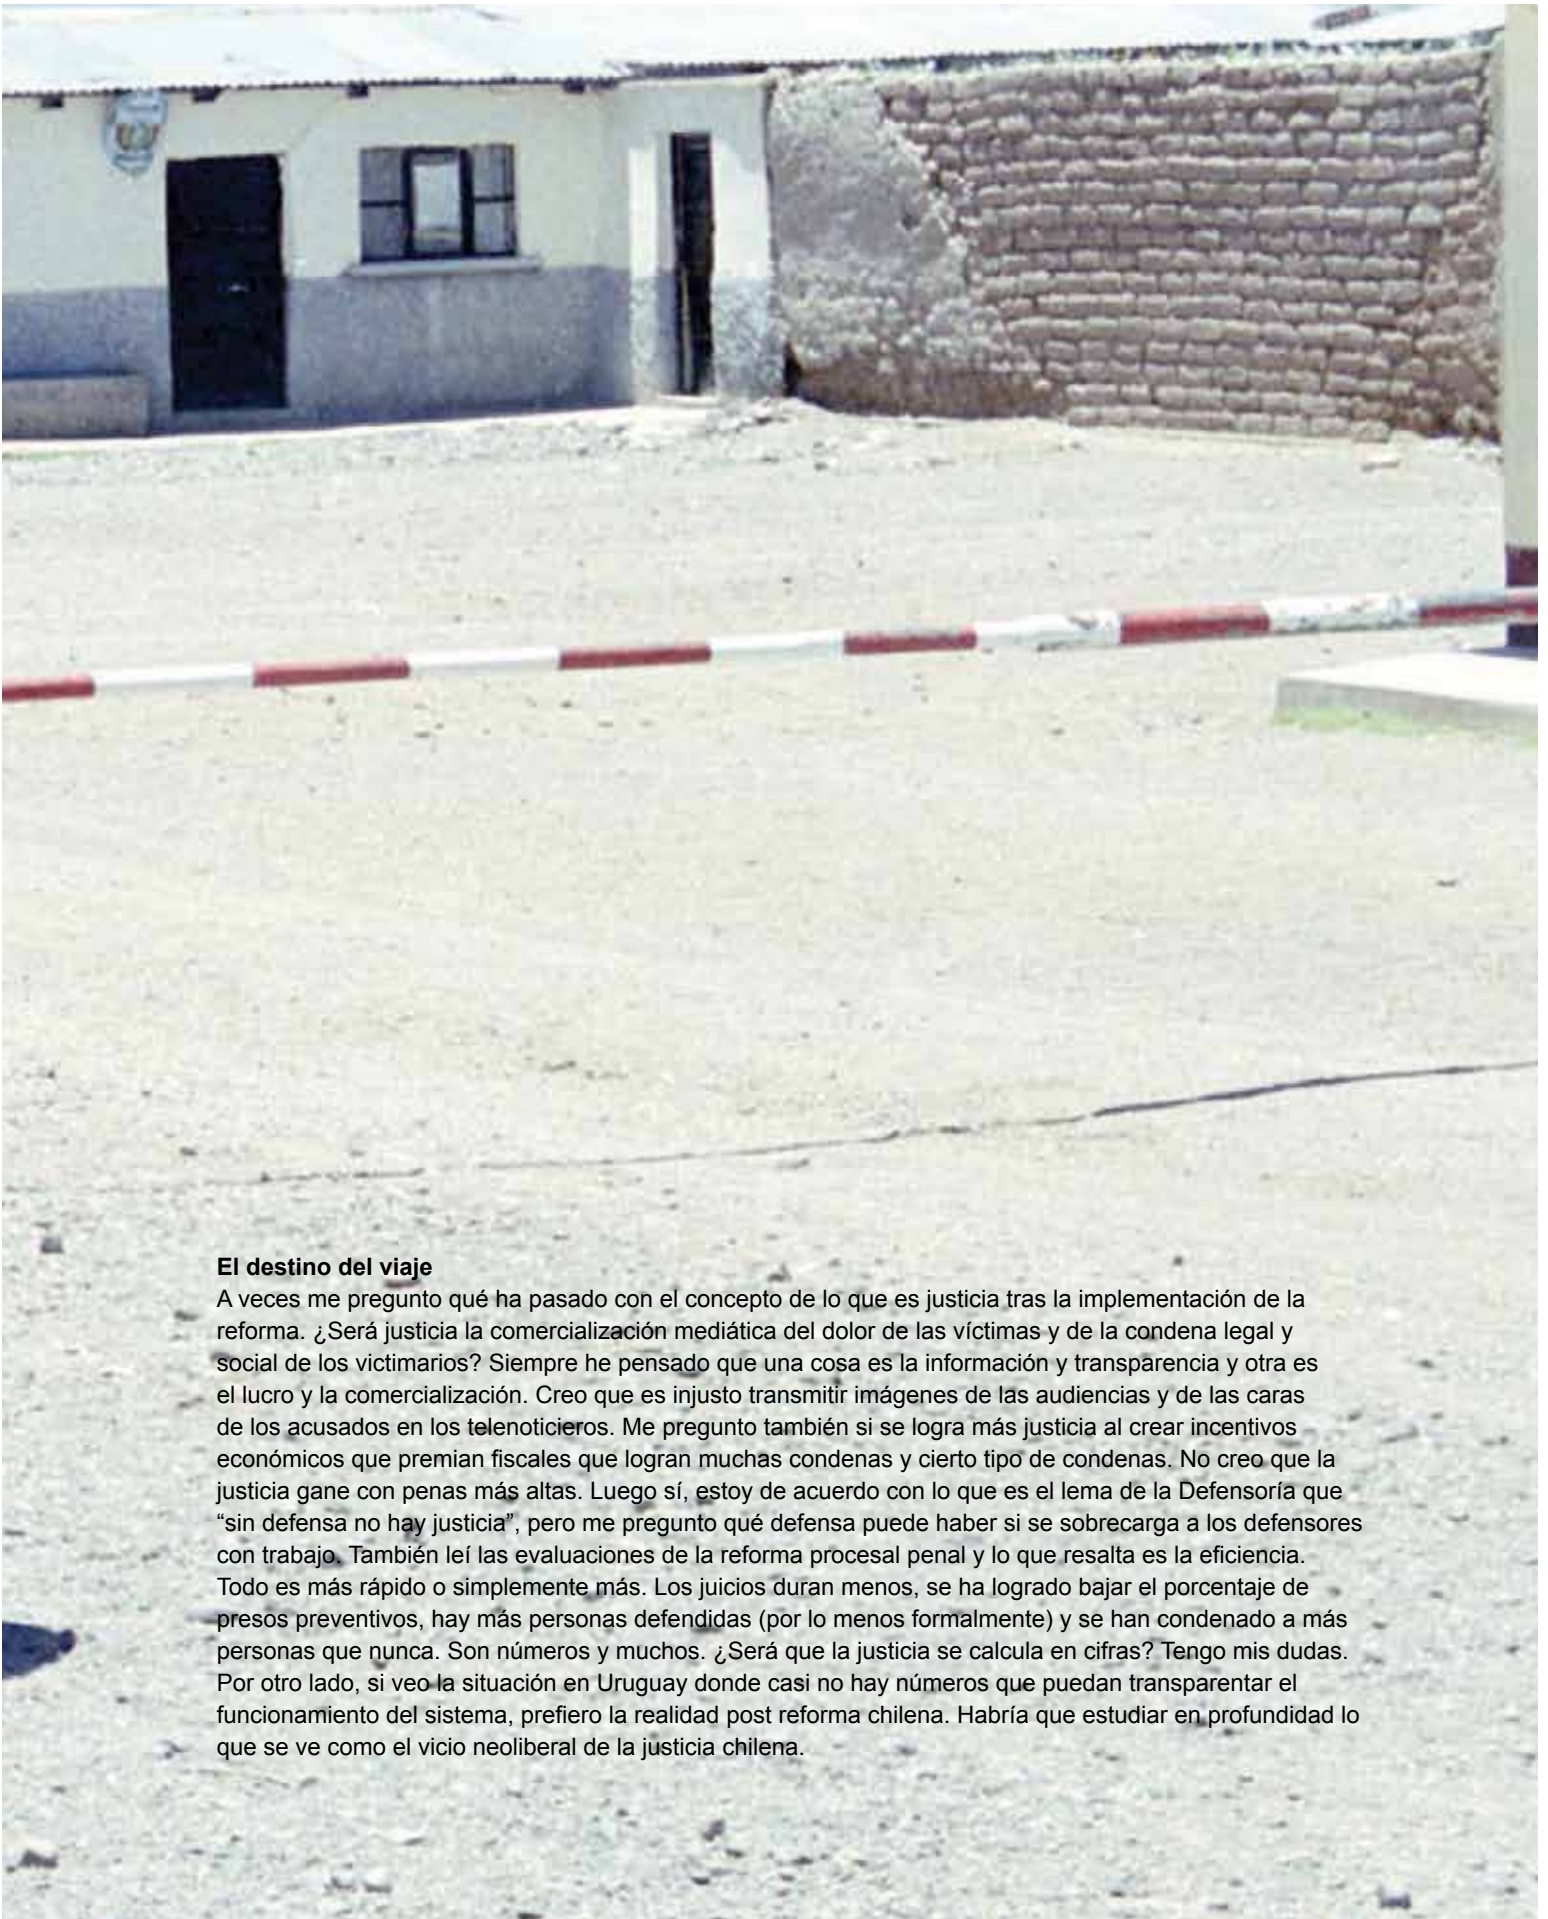 El destino del viaje
A veces me pregunto qué ha pasado con el concepto de lo que es justicia tras la implementación de la
reforma. ¿Será justicia la comercialización mediática del dolor de las víctimas y de la condena legal y
social de los victimarios? Siempre he pensado que una cosa es la información y transparencia y otra es
el lucro y la comercialización. Creo que es injusto transmitir imágenes de las audiencias y de las caras
de los acusados en los telenoticieros. Me pregunto también si se logra más justicia al crear incentivos
económicos que premian fiscales que logran muchas condenas y cierto tipo de condenas. No creo que la
justicia gane con penas más altas. Luego sí, estoy de acuerdo con lo que es el lema de la Defensoría que
“sin defensa no hay justicia”, pero me pregunto qué defensa puede haber si se sobrecarga a los defensores
con trabajo. También leí las evaluaciones de la reforma procesal penal y lo que resalta es la eficiencia.
Todo es más rápido o simplemente más. Los juicios duran menos, se ha logrado bajar el porcentaje de
presos preventivos, hay más personas defendidas (por lo menos formalmente) y se han condenado a más
personas que nunca. Son números y muchos. ¿Será que la justicia se calcula en cifras? Tengo mis dudas.
Por otro lado, si veo la situación en Uruguay donde casi no hay números que puedan transparentar el
funcionamiento del sistema, prefiero la realidad post reforma chilena. Habría que estudiar en profundidad lo
que se ve como el vicio neoliberal de la justicia chilena.